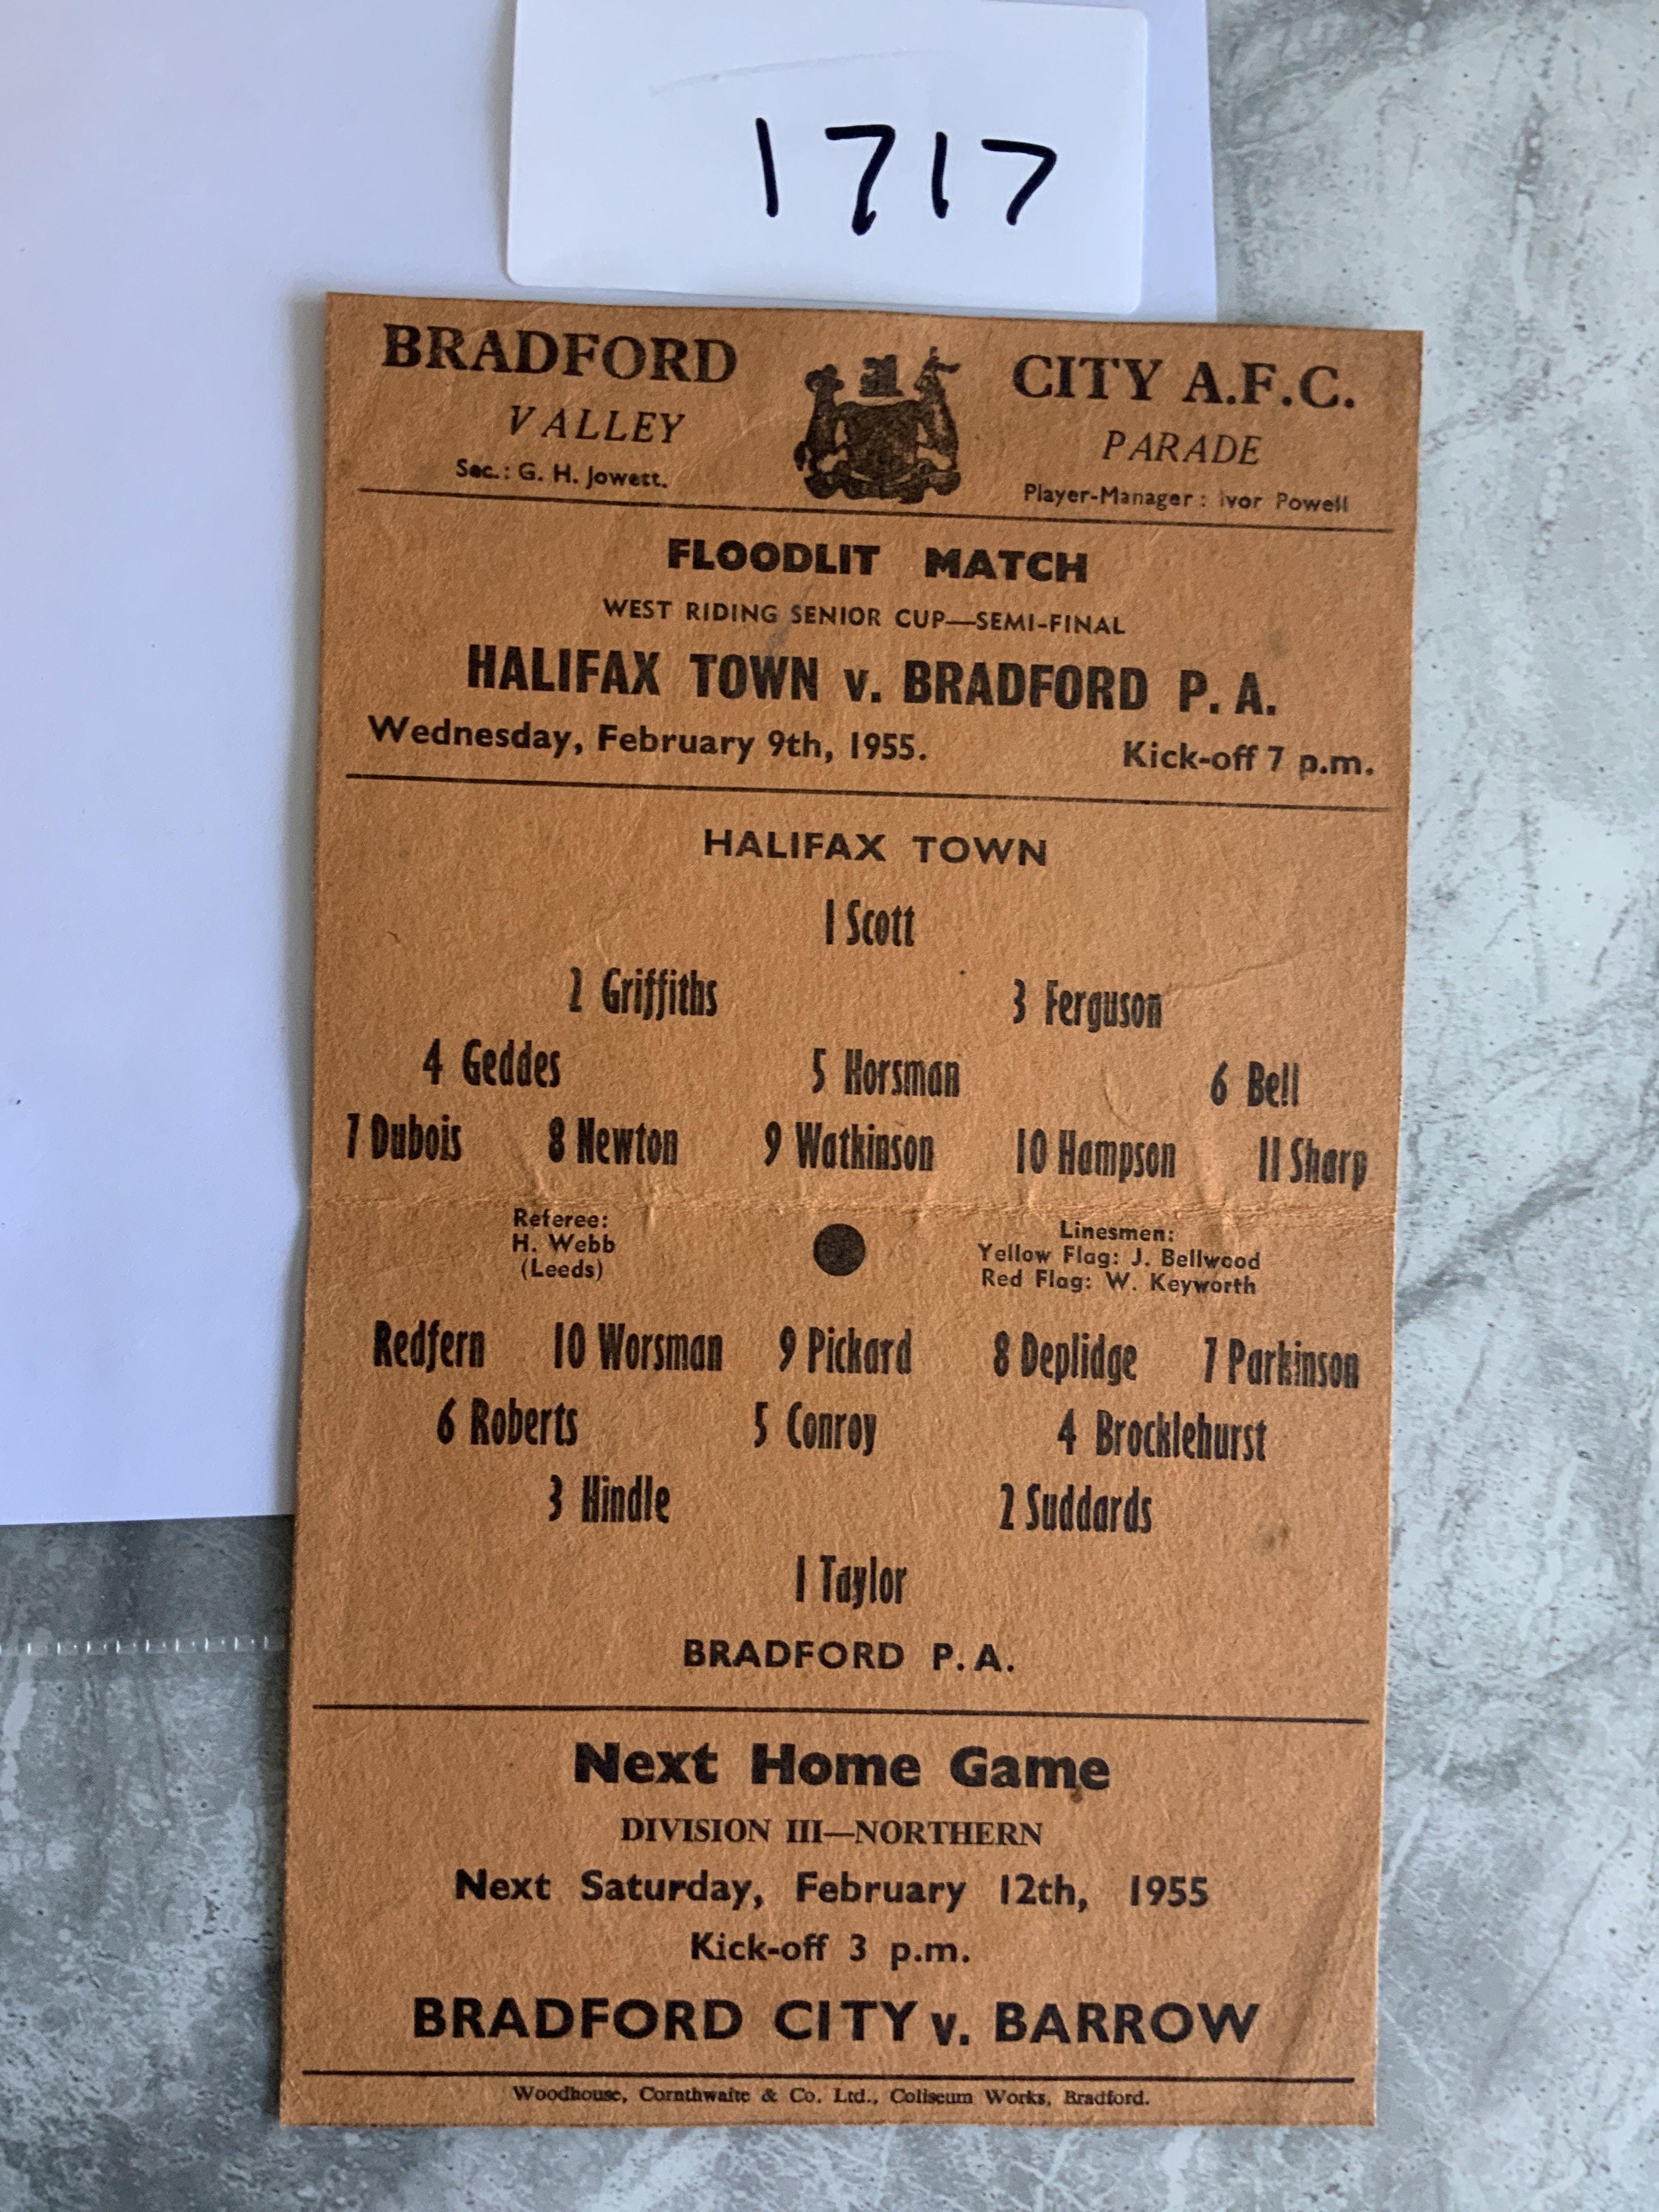 1717
BRADFORD CITY A.F.C.
VALLEY PARADE
Sec.: G. H. Jowett. Player-Manager: Ivor Powell
FLOODLIT MATCH
WEST RIDING SENIOR CUP—SEMI-FINAL
HALIFAX TOWN v. BRADFORD P. A.
Wednesday, February 9th, 1955. Kick-off 7 p.m.
HALIFAX TOWN
1 Scott
2 Griffiths 3 Ferguson
4 Geddes 5 Horsman 6 Bell
7 Dubois 8 Newton 9 Watkinson 10 Hampson 11 Sharp
Referee:
H. Webb
(Leeds)
Linesmen:
Yellow Flag: J. Bellwood
Red Flag: W. Keyworth
Redfern 10 Worsman 9 Pickard 8 Deplidge 7 Parkinson
6 Roberts 5 Conroy 4 Brocklehurst
3 Hindle 2 Suddards
1 Taylor
BRADFORD P. A.
Next Home Game
DIVISION III—NORTHERN
Next Saturday, February 12th, 1955
Kick-off 3 p.m.
BRADFORD CITY v. BARROW
Woodhouse, Cornthwaite & Co. Ltd., Coliseum Works, Bradford.